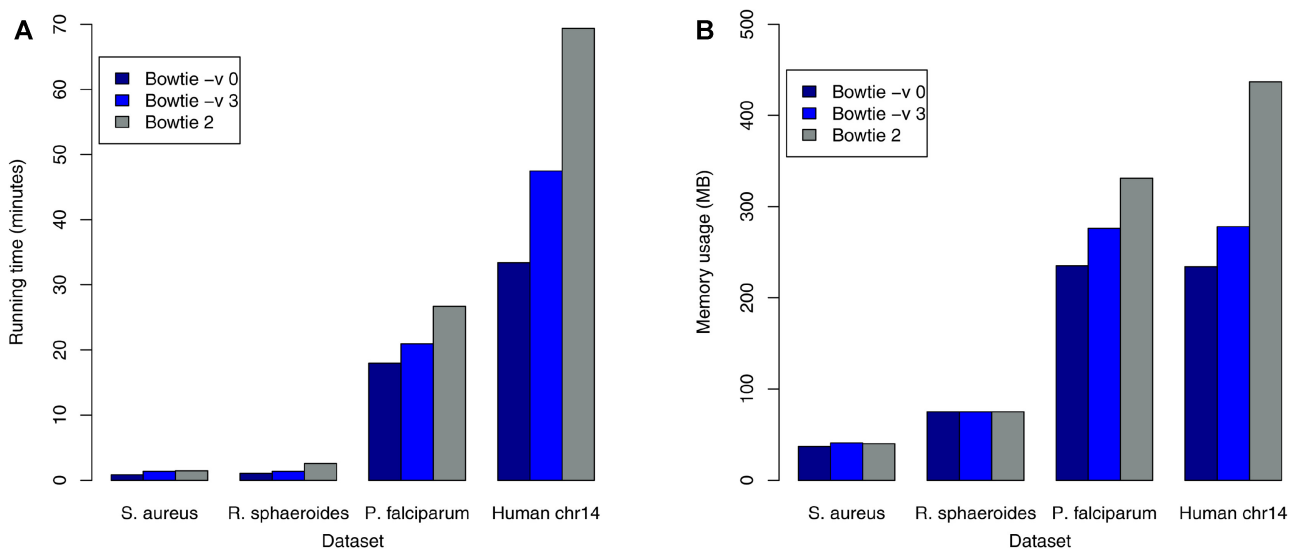 A
Running time (minutes)
70
60
50
40
30
20
10
0
Bowtie −v 0
Bowtie −v 3
Bowtie 2
S. aureus
R. sphaeroides
P. falciparum
Human chr14
Dataset
B
Memory usage (MB)
500
400
300
200
100
0
Bowtie −v 0
Bowtie −v 3
Bowtie 2
S. aureus
R. sphaeroides
P. falciparum
Human chr14
Dataset